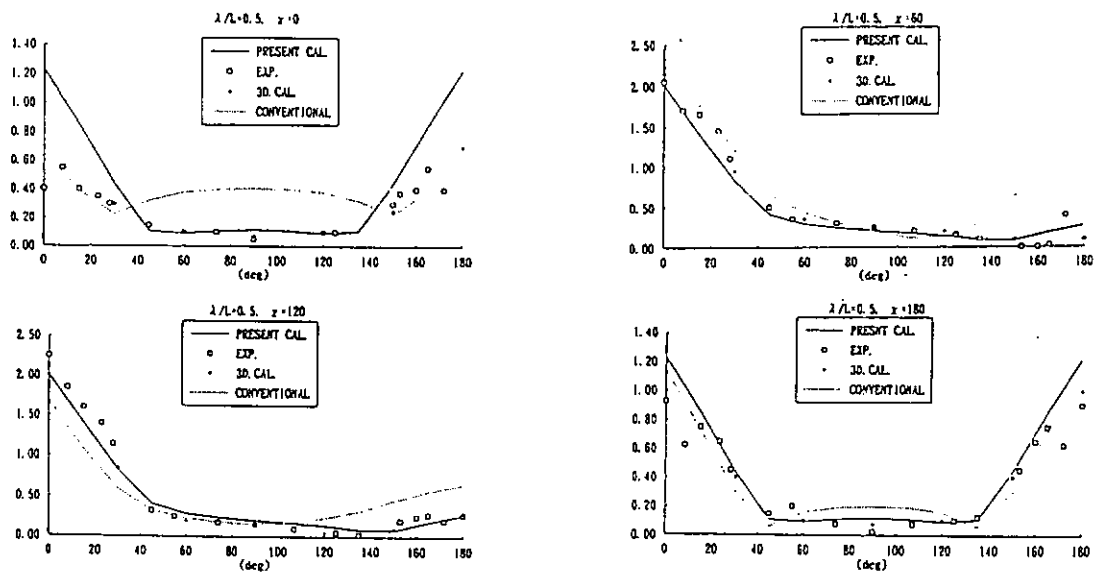 λ/L=0.5, χ=0
1.40
1.20
1.00
0.80
0.60
0.40
0.20
0.00
PRESENT CAL.
EXP.
3D. CAL.
CONVENTIONAL
0 20 40 60 80 100 120 140 160 180
(deg)
λ/L=0.5, χ=60
2.50
2.00
1.50
1.00
0.50
0.00
PRESENT CAL.
EXP.
3D. CAL.
CONVENTIONAL
0 20 40 60 80 100 120 140 160 180
(deg)
λ/L=0.5, χ=120
2.50
2.00
1.50
1.00
0.50
0.00
PRESENT CAL.
EXP.
3D. CAL.
CONVENTIONAL
0 20 40 60 80 100 120 140 160 180
(deg)
λ/L=0.5, χ=180
1.40
1.20
1.00
0.80
0.60
0.40
0.20
0.00
PRESENT CAL.
EXP.
3D. CAL.
CONVENTIONAL
0 20 40 60 80 100 120 140 160 180
(deg)